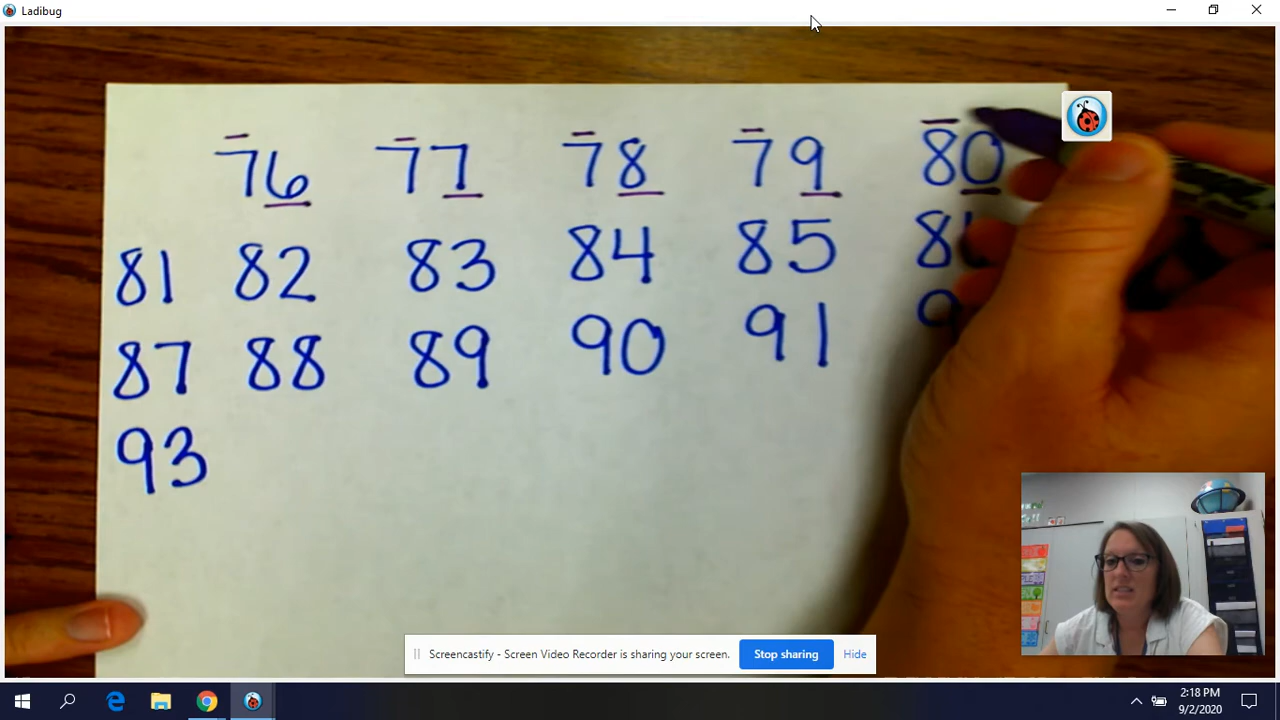 Ladibug
76 77 78 79 80
81 82 83 84 85
87 88 89 90 91
93
Screencastify - Screen Video Recorder is sharing your screen. Stop sharing Hide
2:18 PM
9/2/2020